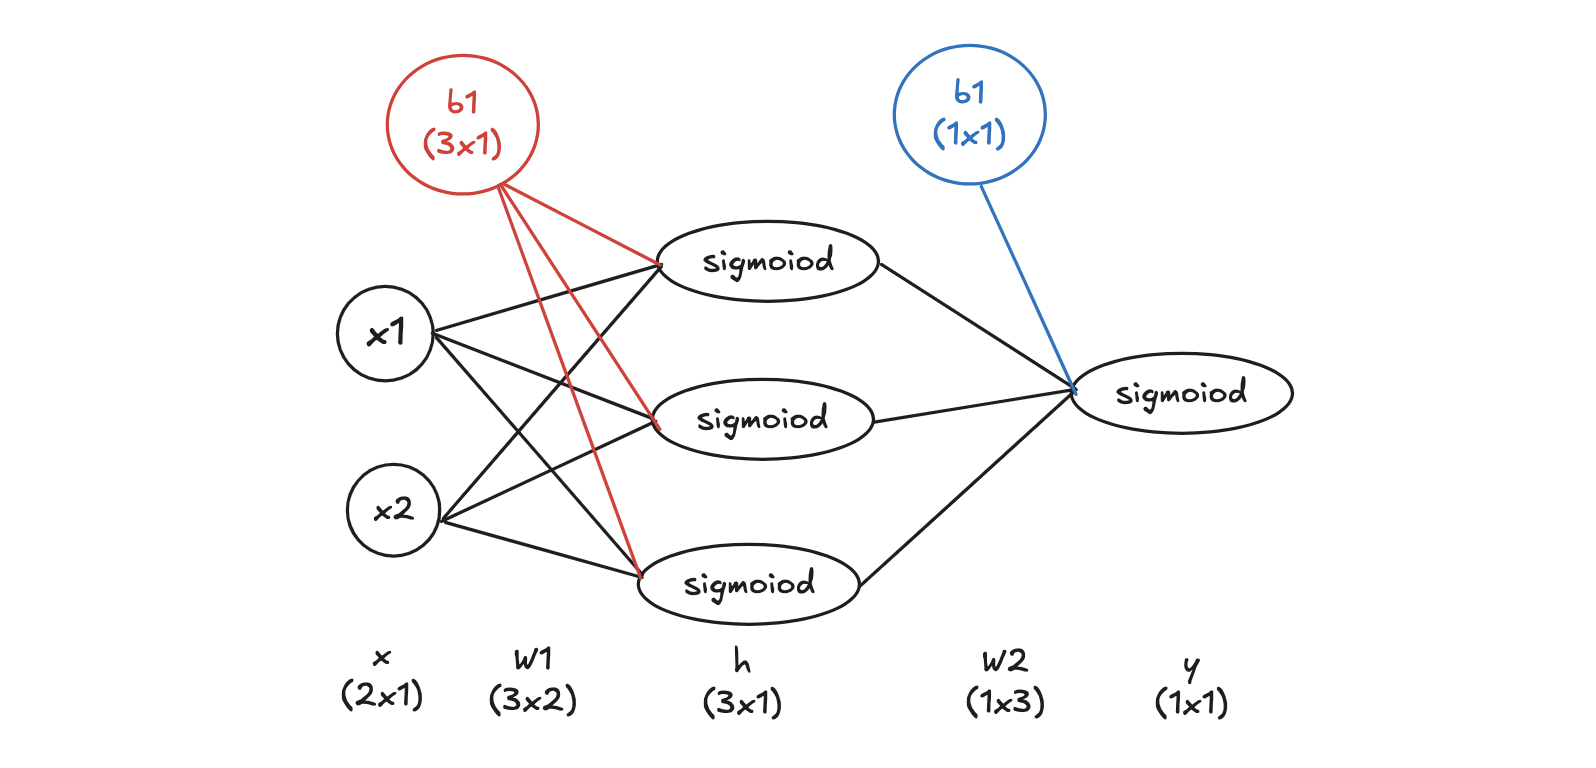 b1
(3x1)
b1
(1x1)
sigmoiod
x1
sigmoiod
sigmoiod
x2
sigmoiod
x
(2x1)
W1
(3x2)
h
(3x1)
W2
(1x3)
y
(1x1)